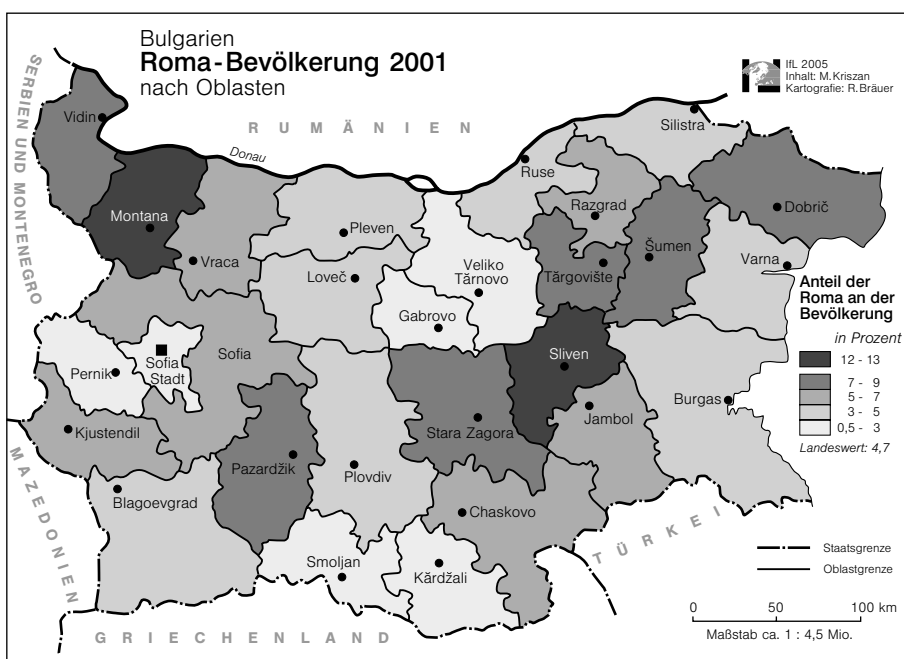 Bulgarien
Roma-Bevölkerung 2001
nach Oblasten
IfL 2005
Inhalt: M.Kriszan
Kartografie: R.Bräuer
SERBIEN UND MONTENEGRO
RUMÄNIEN
Donau
Vidin
Silistra
Ruse
Montana
Razgrad
Dobrič
Pleven
Šumen
Vraca
Varna
Loveč
Veliko
Tărnovo
Tărgovište
Gabrovo
Sofia
Sofia
Stadt
Pernik
Sliven
Burgas
Kjustendil
Stara Zagora
Jambol
Pazardžik
Plovdiv
Blagoevgrad
Chaskovo
Smoljan
Kărdžali
MAZEDONIEN
GRIECHENLAND
TÜRKEI
Anteil der
Roma an der
Bevölkerung
in Prozent
12 - 13
7 - 9
5 - 7
3 - 5
0,5 - 3
Landeswert: 4,7
Staatsgrenze
Oblastgrenze
0 50 100 km
Maßstab ca. 1 : 4,5 Mio.